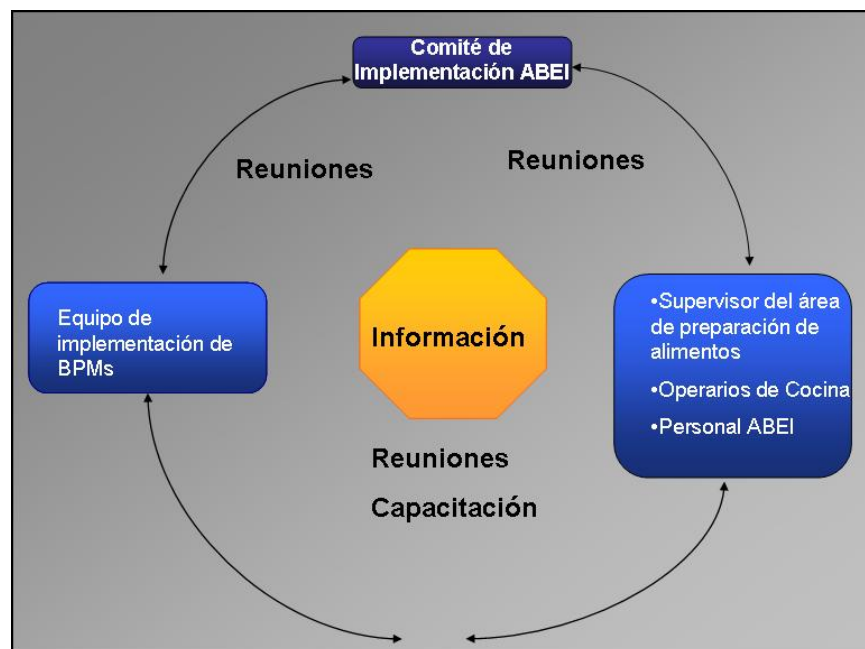 Comité de
Implementación ABEI
Reuniones
Reuniones
Equipo de
implementación de
BPMs
Información
•Supervisor del área
de preparación de
alimentos
•Operarios de Cocina
•Personal ABEI
Reuniones
Capacitación